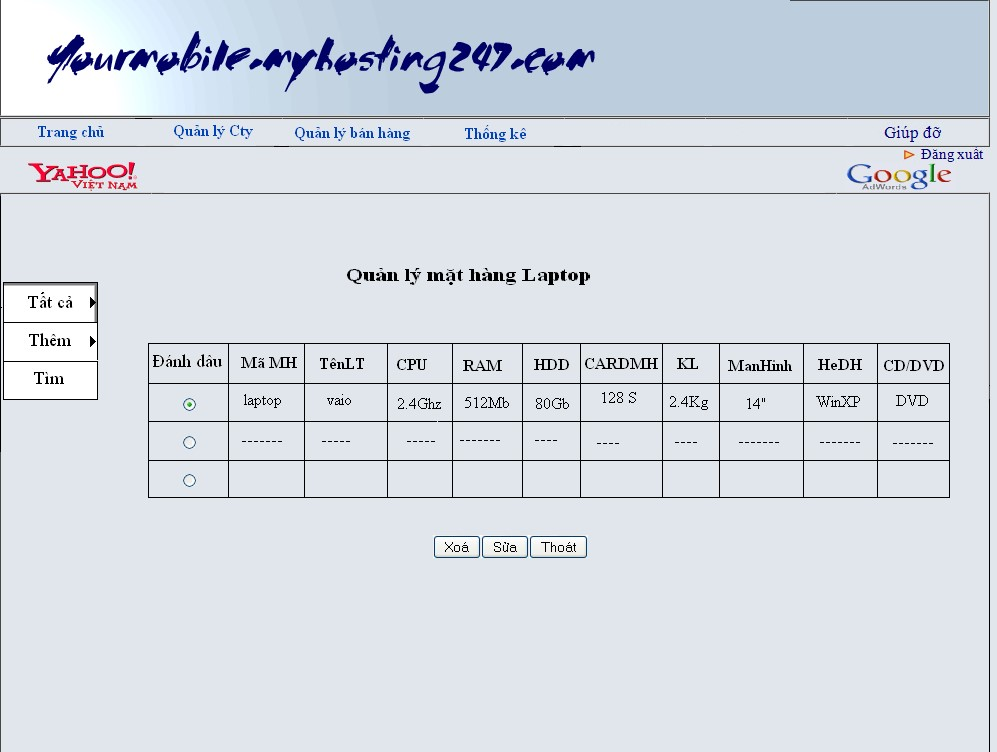 Yourmobile.myhosting247.com
Trang chủ Quản lý Cty Quản lý bán hàng Thống kê Giúp đỡ
Đăng xuất
YAHOO! VIỆT NAM Google AdWords
Quản lý mặt hàng Laptop
Tất cả
Thêm
Tìm
Đánh dâu Mã MH TênLT CPU RAM HDD CARDMH KL ManHinh HeDH CD/DVD
laptop vaio 2.4Ghz 512Mb 80Gb 128 S 2.4Kg 14" WinXP DVD
------- ----- ----- ------- ---- ---- ---- ------- ------- -------
Xoá Sửa Thoát